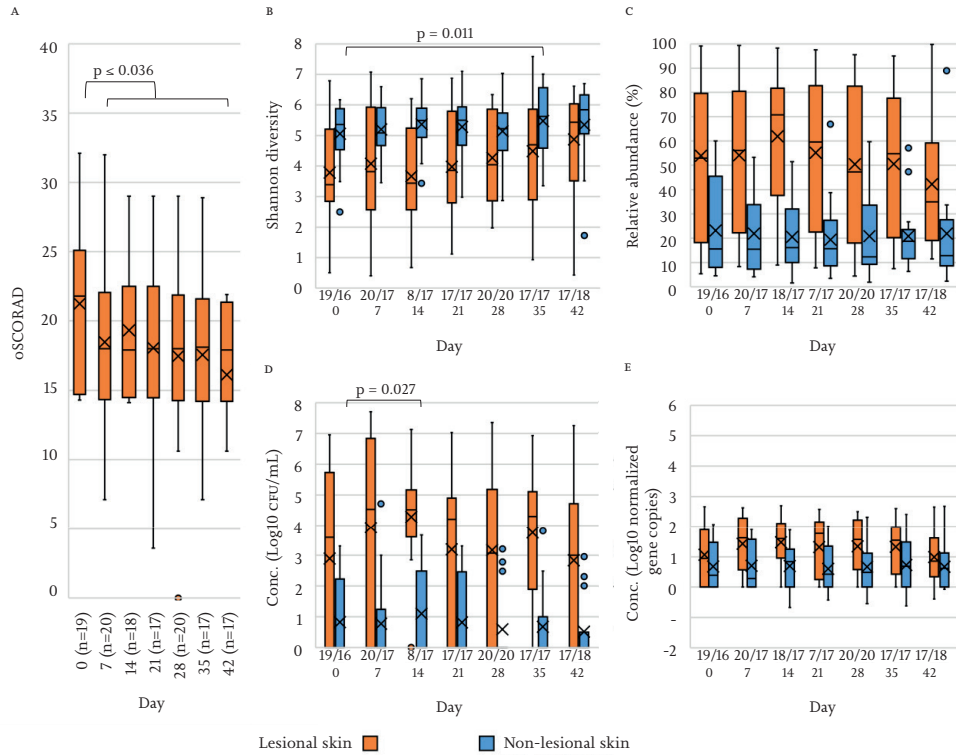 A
40
35
30
25
20
15
10
5
0
oSCORAD
p ≤ 0.036
0 (n=19)
7 (n=20)
14 (n=18)
21 (n=17)
28 (n=20)
35 (n=17)
42 (n=17)
Day
B
8
7
6
5
4
3
2
1
0
Shannon diversity
p = 0.011
19/16 20/17 8/17 17/17 20/20 17/17 17/18
0 7 14 21 28 35 42
Day
C
100
90
80
70
60
50
40
30
20
10
0
Relative abundance (%)
19/16 20/17 18/17 7/17 20/20 17/17 17/18
0 7 14 21 28 35 42
Day
D
8
7
6
5
4
3
2
1
0
Conc. (Log10 CFU/mL)
p = 0.027
19/16 20/17 8/17 17/17 20/20 17/17 17/18
0 7 14 21 28 35 42
Day
E
6
5
4
3
2
1
0
-1
-2
Conc. (Log10 normalized
gene copies)
19/16 20/17 18/17 7/17 20/20 17/17 17/18
0 7 14 21 28 35 42
Day
Lesional skin
Non-lesional skin